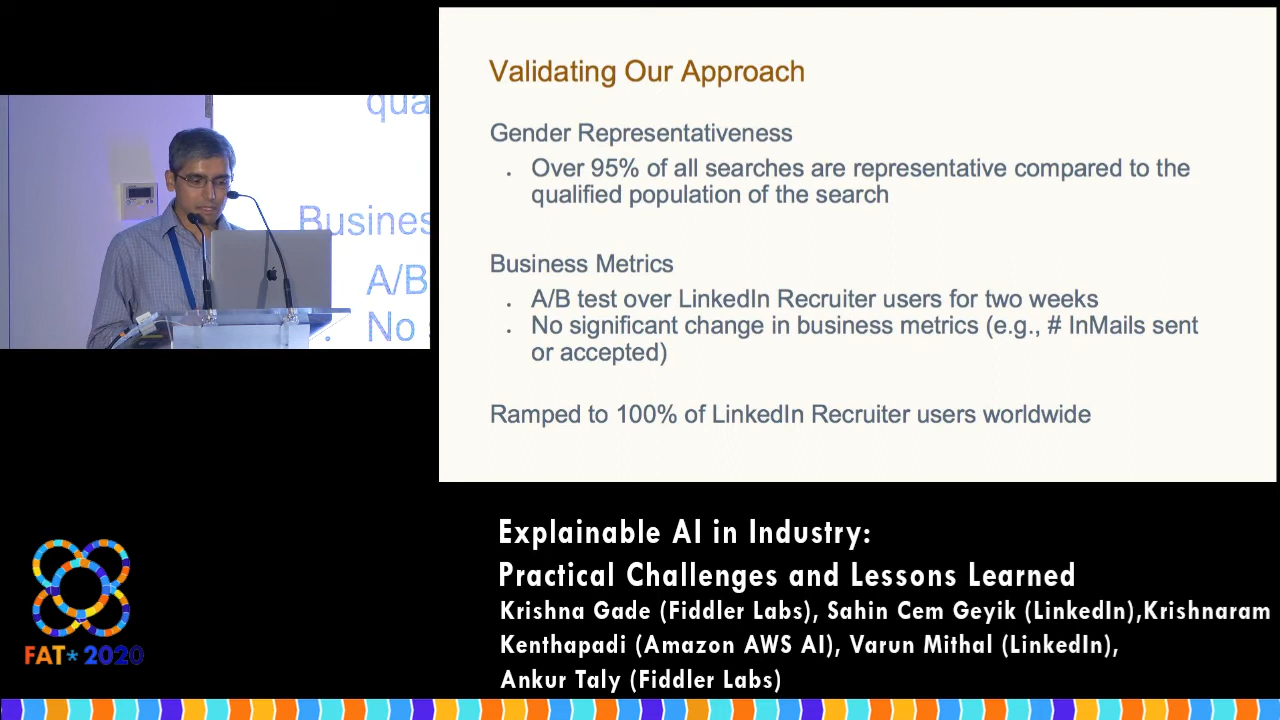 Validating Our Approach
Gender Representativeness
. Over 95% of all searches are representative compared to the
qualified population of the search
Business Metrics
. A/B test over LinkedIn Recruiter users for two weeks
. No significant change in business metrics (e.g., # InMails sent
or accepted)
Ramped to 100% of LinkedIn Recruiter users worldwide
qua
Busines
A/B
. No s
Explainable AI in Industry:
Practical Challenges and Lessons Learned
Krishna Gade (Fiddler Labs), Sahin Cem Geyik (LinkedIn),Krishnaram
Kenthapadi (Amazon AWS AI), Varun Mithal (LinkedIn),
Ankur Taly (Fiddler Labs)
FAT* 2020